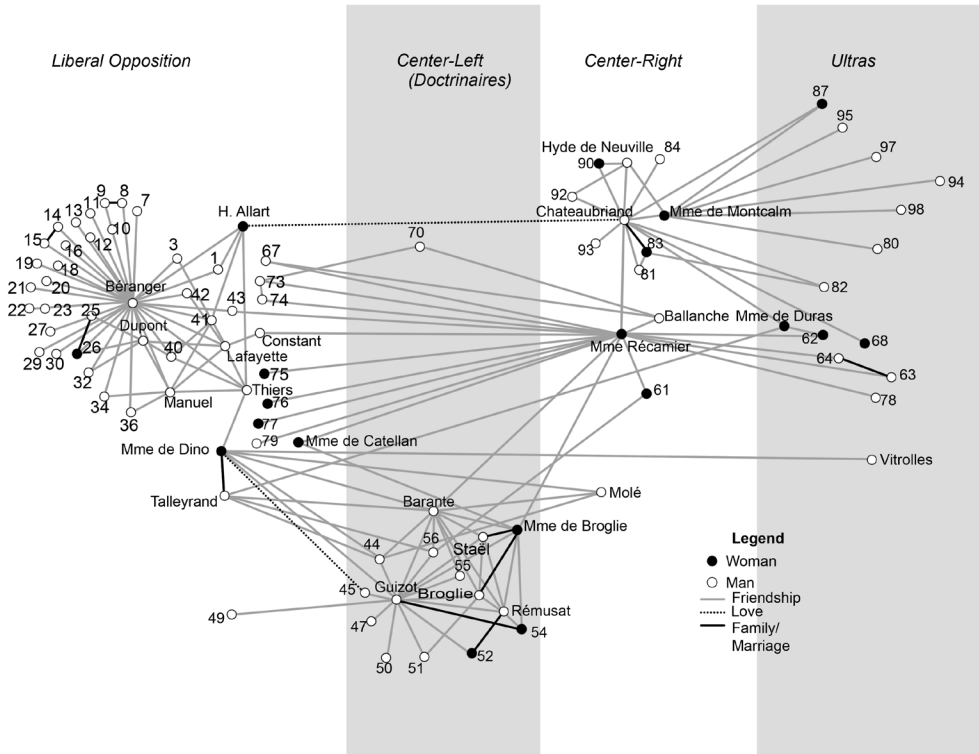 Liberal Opposition
Center-Left
(Doctrinaires)
Center-Right
Ultras
87
95
97
94
98
80
82
Hyde de Neuville
84
90
92
Chateaubriand
Mme de Montcalm
93
83
81
H. Allart
70
9
8
11
7
14
13
10
15
16
12
3
67
19
18
1
73
Béranger
21
20
42
43
74
22
23
25
41
Dupont
27
Constant
Ballanche
Mme de Duras
Mme Récamier
62
68
29
30
26
40
Lafayette
64
32
75
63
34
Manuel
Thiers
76
61
78
36
77
79
Mme de Catellan
Mme de Dino
Vitrolles
Talleyrand
Barante
Molé
Mme de Broglie
44
56
Staël
55
45
Guizot
Broglie
Rémusat
49
47
54
50
51
52
Legend
Woman
Man
Friendship
Love
Family/
Marriage